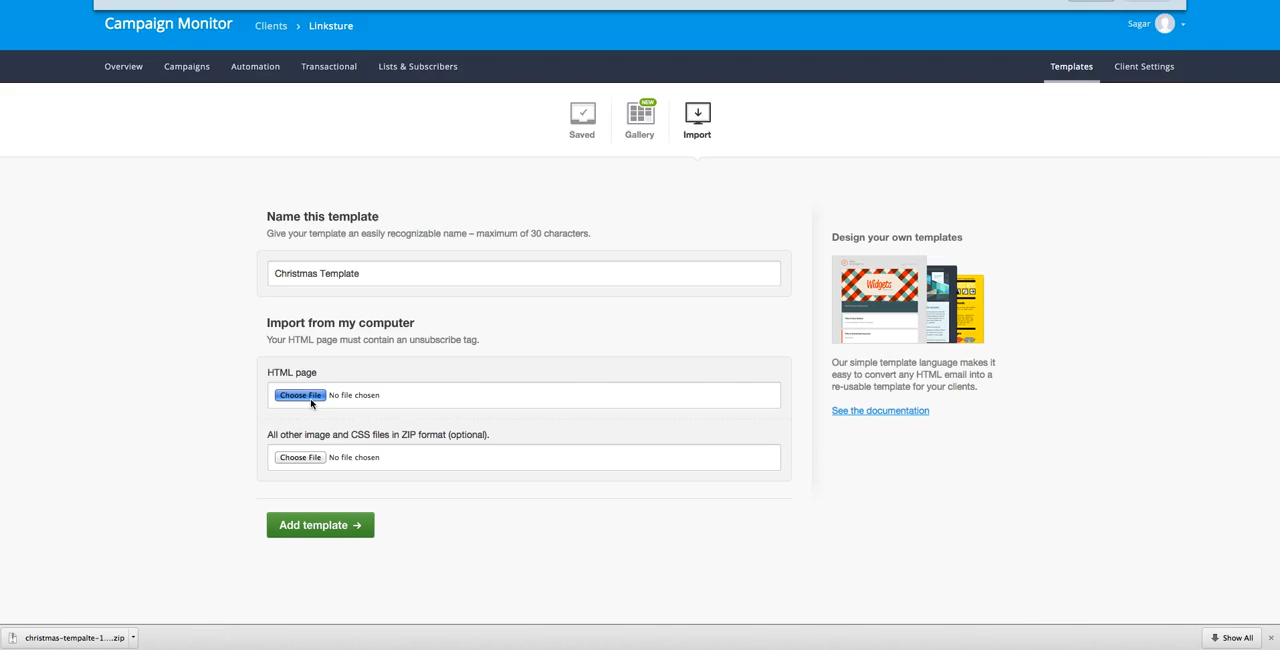 Campaign Monitor
Clients › Linksture
Sagar
Overview
Campaigns
Automation
Transactional
Lists & Subscribers
Templates
Client Settings
NEW
Saved
Gallery
Import
Name this template
Give your template an easily recognizable name – maximum of 30 characters.
Christmas Template
Import from my computer
Your HTML page must contain an unsubscribe tag.
HTML page
Choose File No file chosen
All other image and CSS files in ZIP format (optional).
Choose File No file chosen
Add template →
Design your own templates
Widgets
Our simple template language makes it
easy to convert any HTML email into a
re-usable template for your clients.
See the documentation
christmas-tempalte-1....zip
Show All